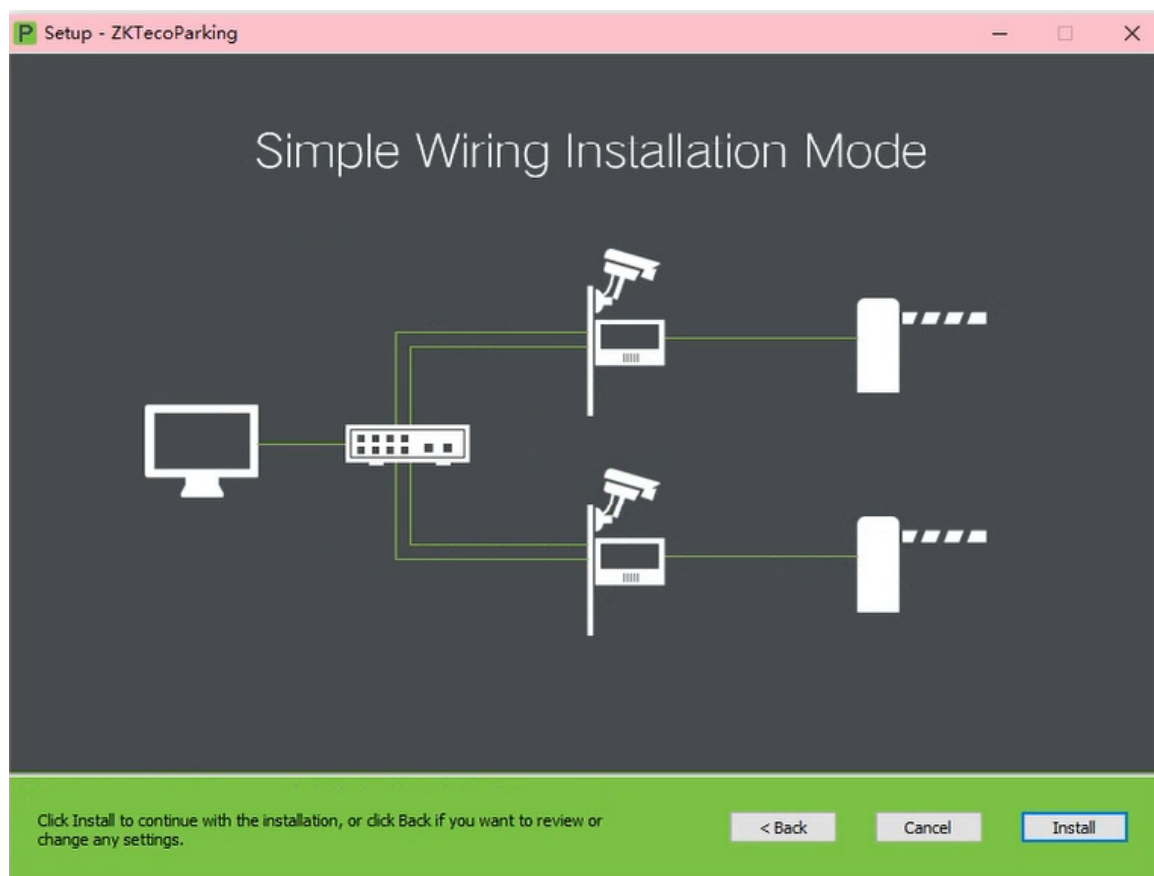 P Setup - ZKTecoParking
Simple Wiring Installation Mode
Click Install to continue with the installation, or click Back if you want to review or
change any settings.
< Back Cancel Install